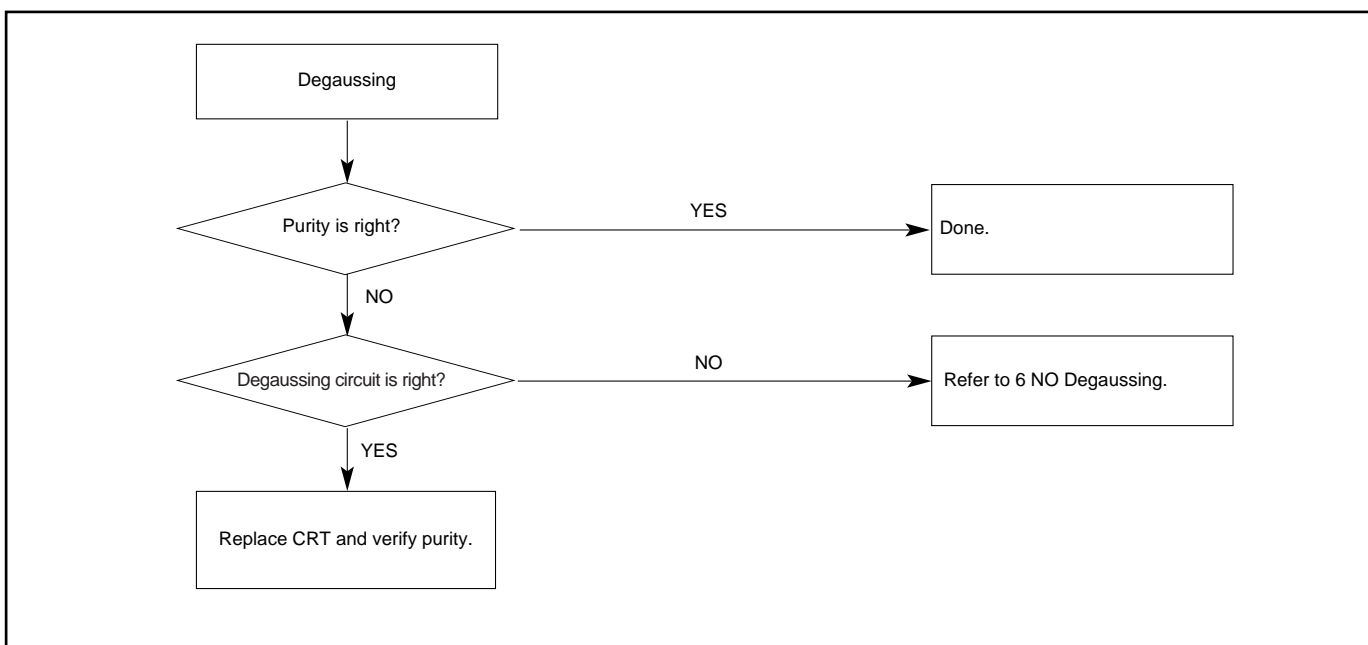 Degaussing
Purity is right?
YES
Done.
NO
Degaussing circuit is right?
NO
Refer to 6 NO Degaussing.
YES
Replace CRT and verify purity.